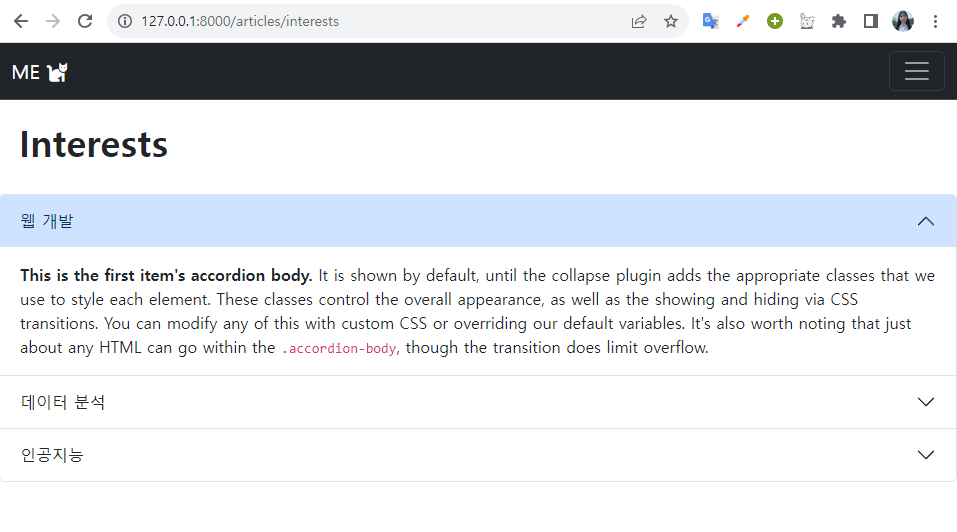 127.0.0.1:8000/articles/interests
ME
Interests
웹 개발
This is the first item's accordion body. It is shown by default, until the collapse plugin adds the appropriate classes that we
use to style each element. These classes control the overall appearance, as well as the showing and hiding via CSS
transitions. You can modify any of this with custom CSS or overriding our default variables. It's also worth noting that just
about any HTML can go within the .accordion-body, though the transition does limit overflow.
데이터 분석
인공지능